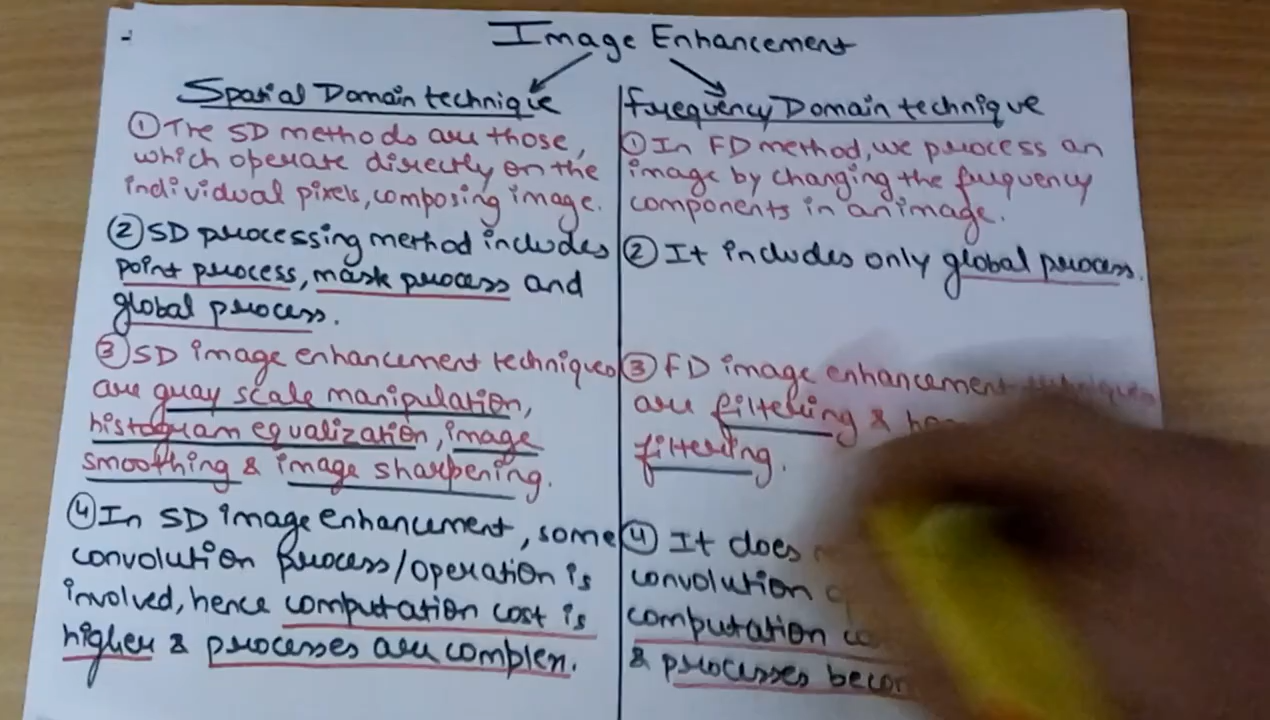 Image Enhancement
Spatial Domain technique
① The SD methods are those,
which operate directly on the
individual pixels, composing image.
② SD processing method includes
point process, mask process and
global process.
③ SD image enhancement techniques
are gray scale manipulation,
histogram equalization, image
smoothing & image sharpening.
④ In SD image enhancement, some
convolution process/operation is
involved, hence computation cost is
higher & processes are complex.
Frequency Domain technique
① In FD method, we process an
image by changing the frequency
components in an image.
② It includes only global process.
③ FD image enhancement techniques
are filtering &
filtering.
④ It does
convolution
computation
& processes